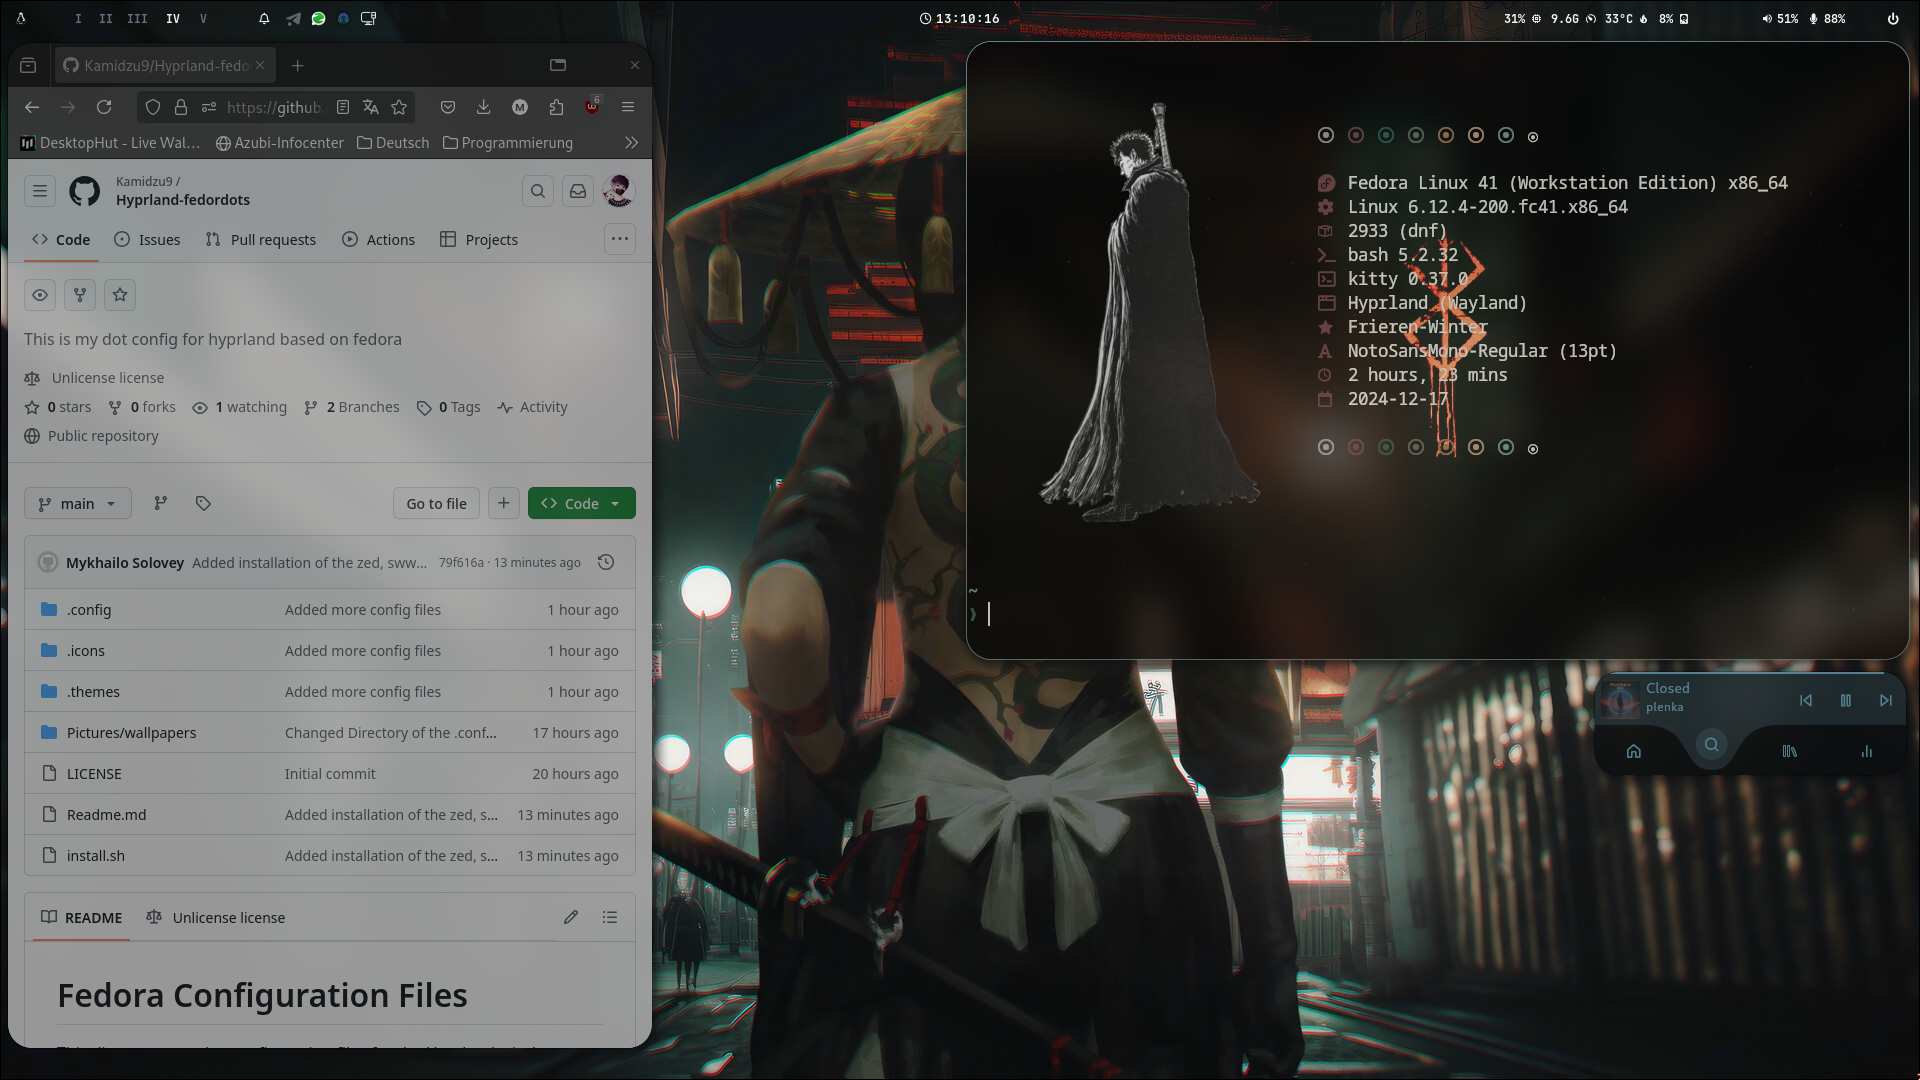 I II III IV V
13:10:16
31% 9.6G 33°C 8% 51% 88%
Kamidzu9/Hyprland-fedo
https://github.
6
DesktopHut - Live Wal... Azubi-Infocenter Deutsch Programmierung
Kamidzu9 /
Hyprland-fedordots
Code Issues Pull requests Actions Projects
This is my dot config for hyprland based on fedora
Unlicense license
0 stars 0 forks 1 watching 2 Branches 0 Tags Activity
Public repository
main Go to file Code
Mykhailo Solovey Added installation of the zed, sww... 79f616a · 13 minutes ago
.config Added more config files 1 hour ago
.icons Added more config files 1 hour ago
.themes Added more config files 1 hour ago
Pictures/wallpapers Changed Directory of the .conf... 17 hours ago
LICENSE Initial commit 20 hours ago
Readme.md Added installation of the zed, s... 13 minutes ago
install.sh Added installation of the zed, s... 13 minutes ago
README Unlicense license
Fedora Configuration Files
Fedora Linux 41 (Workstation Edition) x86_64
Linux 6.12.4-200.fc41.x86_64
2933 (dnf)
bash 5.2.32
kitty 0.37.0
Hyprland (Wayland)
Frieren-Winter
NotoSansMono-Regular (13pt)
2 hours, 23 mins
2024-12-17
~
❯
Closed
plenka